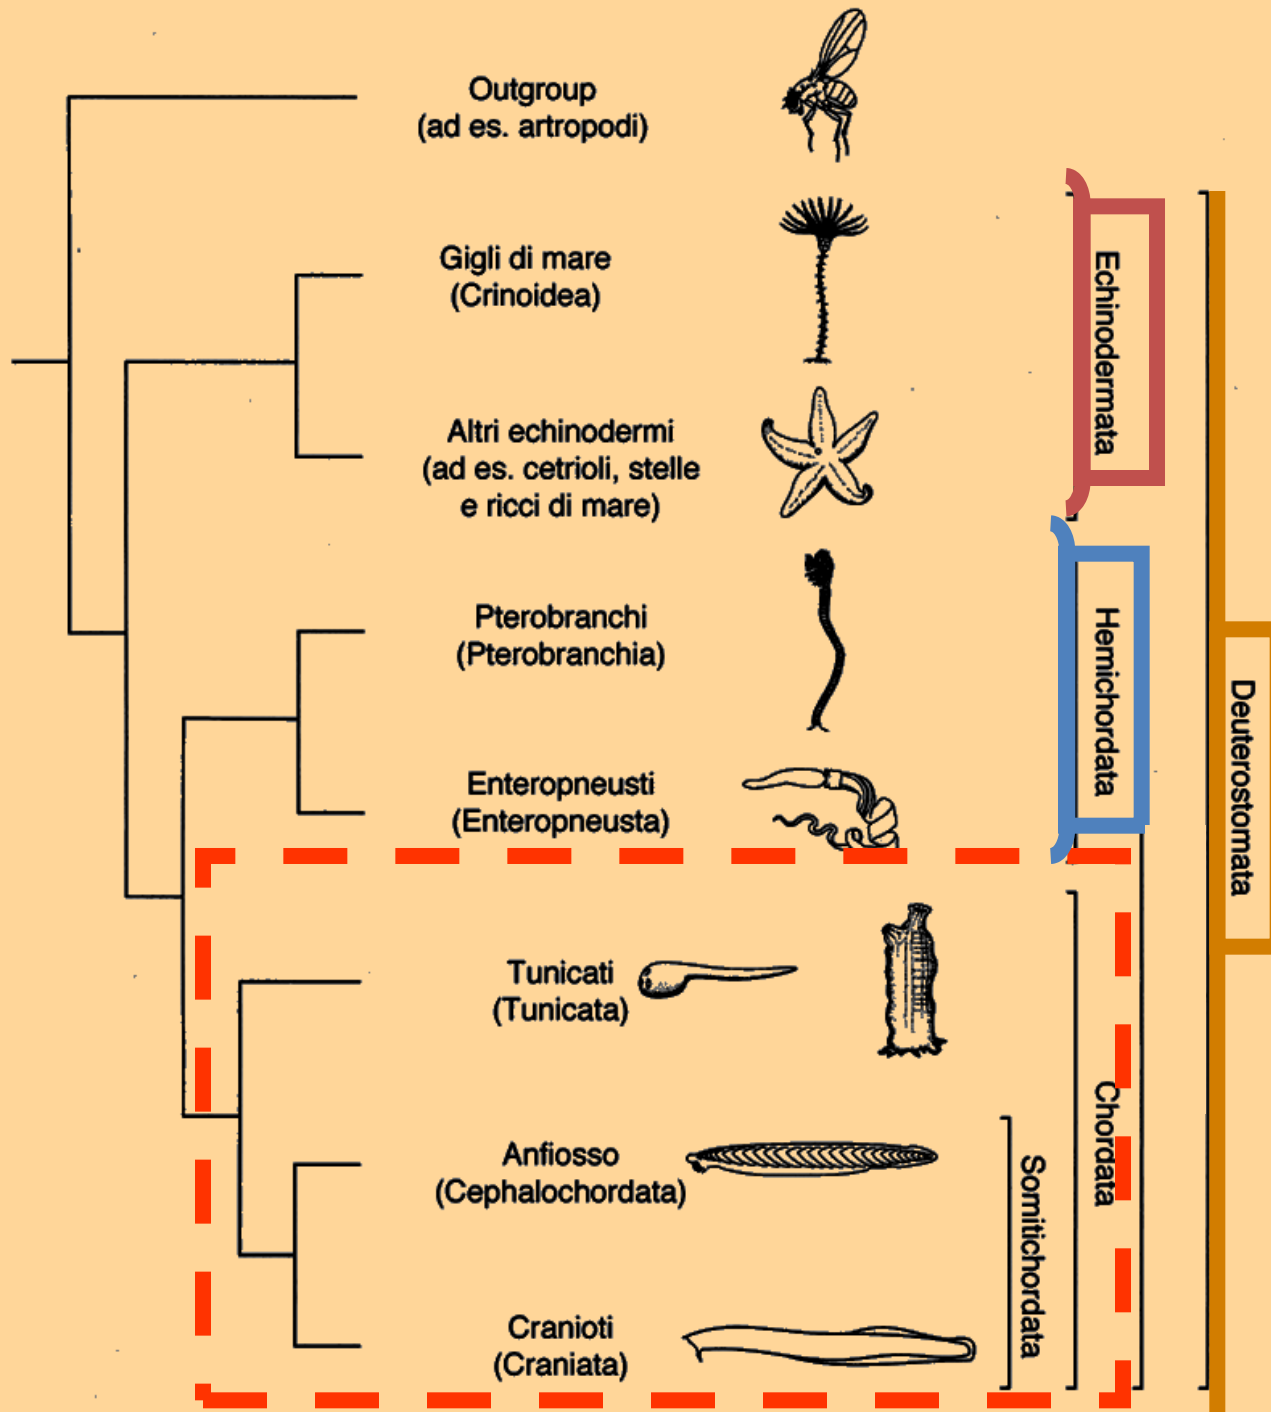 Outgroup
(ad es. artropodi)
Gigli di mare
(Crinoidea)
Altri echinodermi
(ad es. cetrioli, stelle
e ricci di mare)
Pterobranchi
(Pterobranchia)
Enteropneusti
(Enteropneusta)
Tunicati
(Tunicata)
Anfiosso
(Cephalochordata)
Cranioti
(Craniata)
Echinodermata
Hemichordata
Somitichordata
Chordata
Deuterostomata